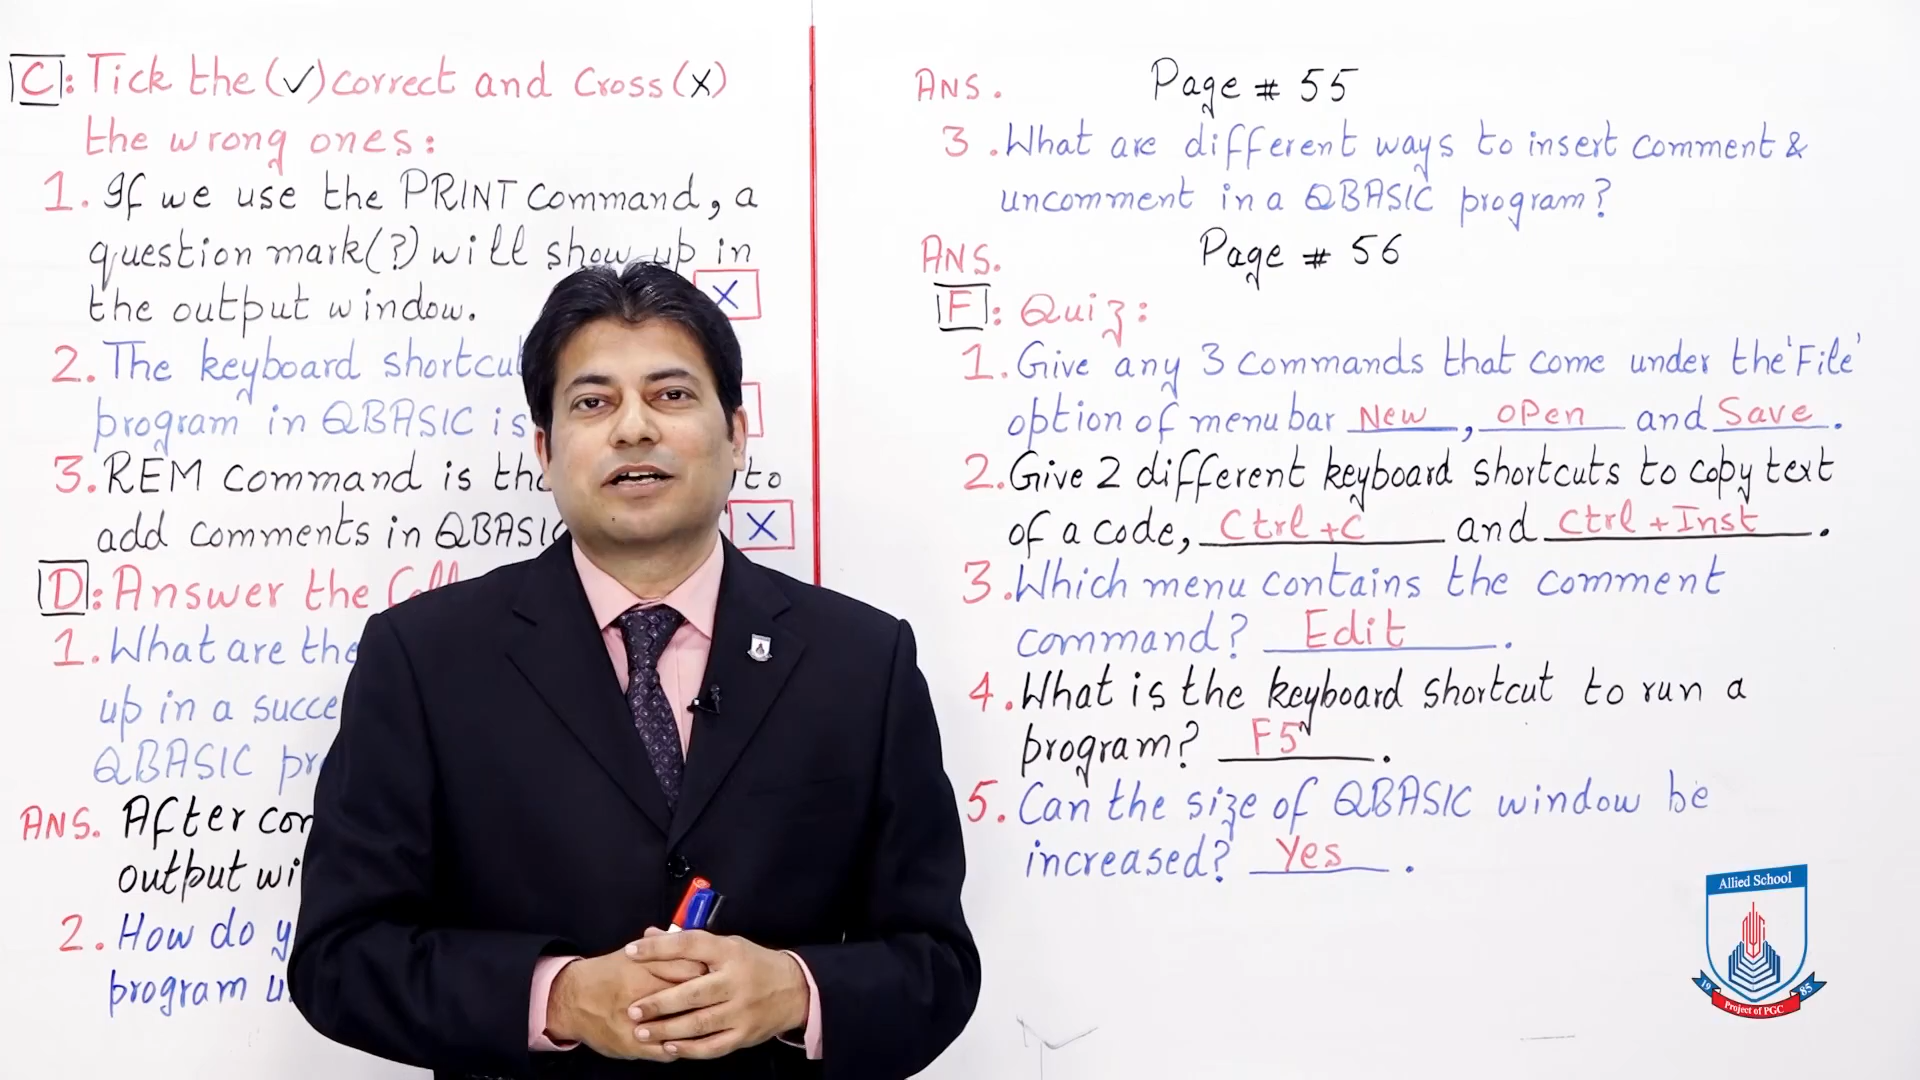 C: Tick the (✓) correct and Cross (X)
the wrong ones:
1. If we use the PRINT command, a
question mark(?) will show up in
the output window. X
2. The keyboard shortcut
program in QBASIC is
3. REM command is to
add comments in QBASIC X
D: Answer the
1. What are the
up in a
QBASIC
ANS. After
output
2. How do
program
ANS. Page # 55
3. What are different ways to insert comment &
uncomment in a QBASIC program?
ANS. Page # 56
F: Quiz:
1. Give any 3 commands that come under the 'File'
option of menu bar New, oPen and Save.
2. Give 2 different keyboard shortcuts to copy text
of a code, Ctrl +C and Ctrl + Inst.
3. Which menu contains the comment
command? Edit.
4. What is the keyboard shortcut to run a
program? F5.
5. Can the size of QBASIC window be
increased? Yes.
Allied School
19 85
Project of PGC